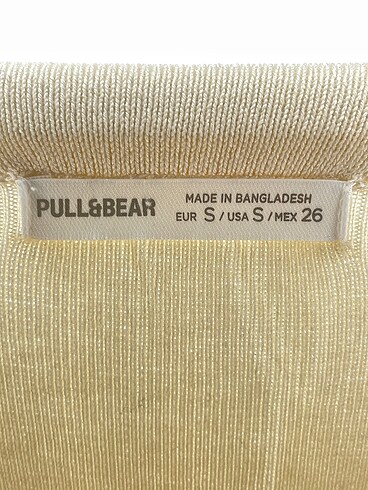 PULL&BEAR
MADE IN BANGLADESH
EUR S / USA S / MEX 26